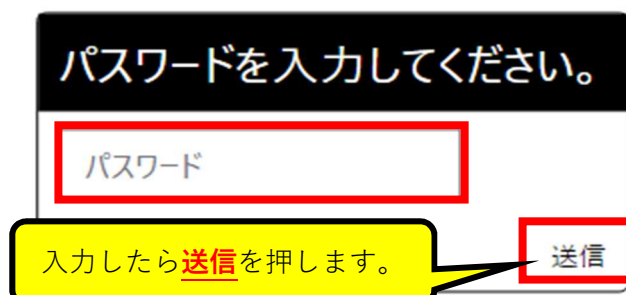 パスワードを入力してください。
パスワード
送信
入力したら送信を押します。